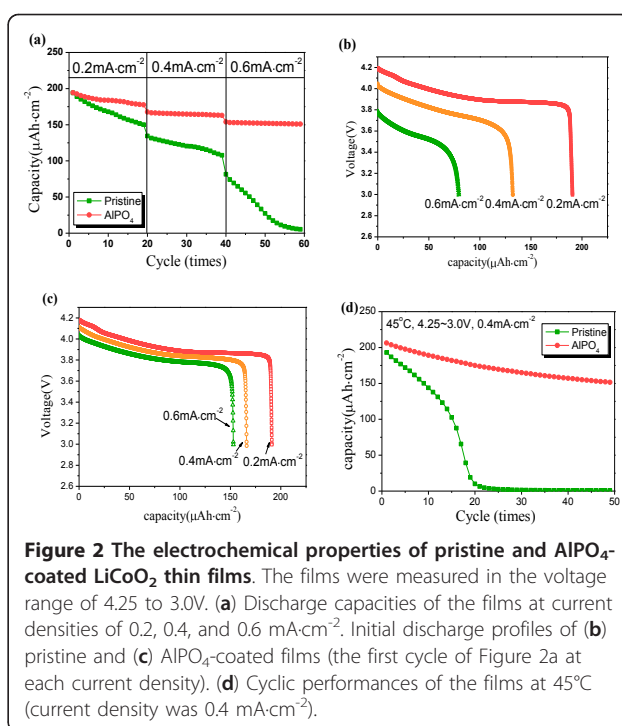 (a)
0.2mA·cm-2 0.4mA·cm-2 0.6mA·cm-2
250
200
150
100
50
0
Capacity(μAh·cm-2)
Pristine
AlPO4
0 10 20 30 40 50 60
Cycle (times)
(b)
4.2
4.0
3.8
3.6
3.4
3.2
3.0
2.8
2.6
Voltage(V)
0.6mA·cm-2 0.4mA·cm-2 0.2mA·cm-2
0 50 100 150 200
capacity(μAh·cm-2)
(c)
4.2
4.0
3.8
3.6
3.4
3.2
3.0
2.8
2.6
Voltage(V)
0.6mA·cm-2
0.4mA·cm-2
0.2mA·cm-2
0 50 100 150 200
capacity(μAh·cm-2)
(d)
45°C, 4.25~3.0V, 0.4mA·cm-2
250
200
150
100
50
0
capacity(μAh·cm-2)
Pristine
AlPO4
0 10 20 30 40 50
Cycle (times)
Figure 2 The electrochemical properties of pristine and AlPO4-
coated LiCoO2 thin films. The films were measured in the voltage
range of 4.25 to 3.0V. (a) Discharge capacities of the films at current
densities of 0.2, 0.4, and 0.6 mA·cm-2. Initial discharge profiles of (b)
pristine and (c) AlPO4-coated films (the first cycle of Figure 2a at
each current density). (d) Cyclic performances of the films at 45°C
(current density was 0.4 mA·cm-2).